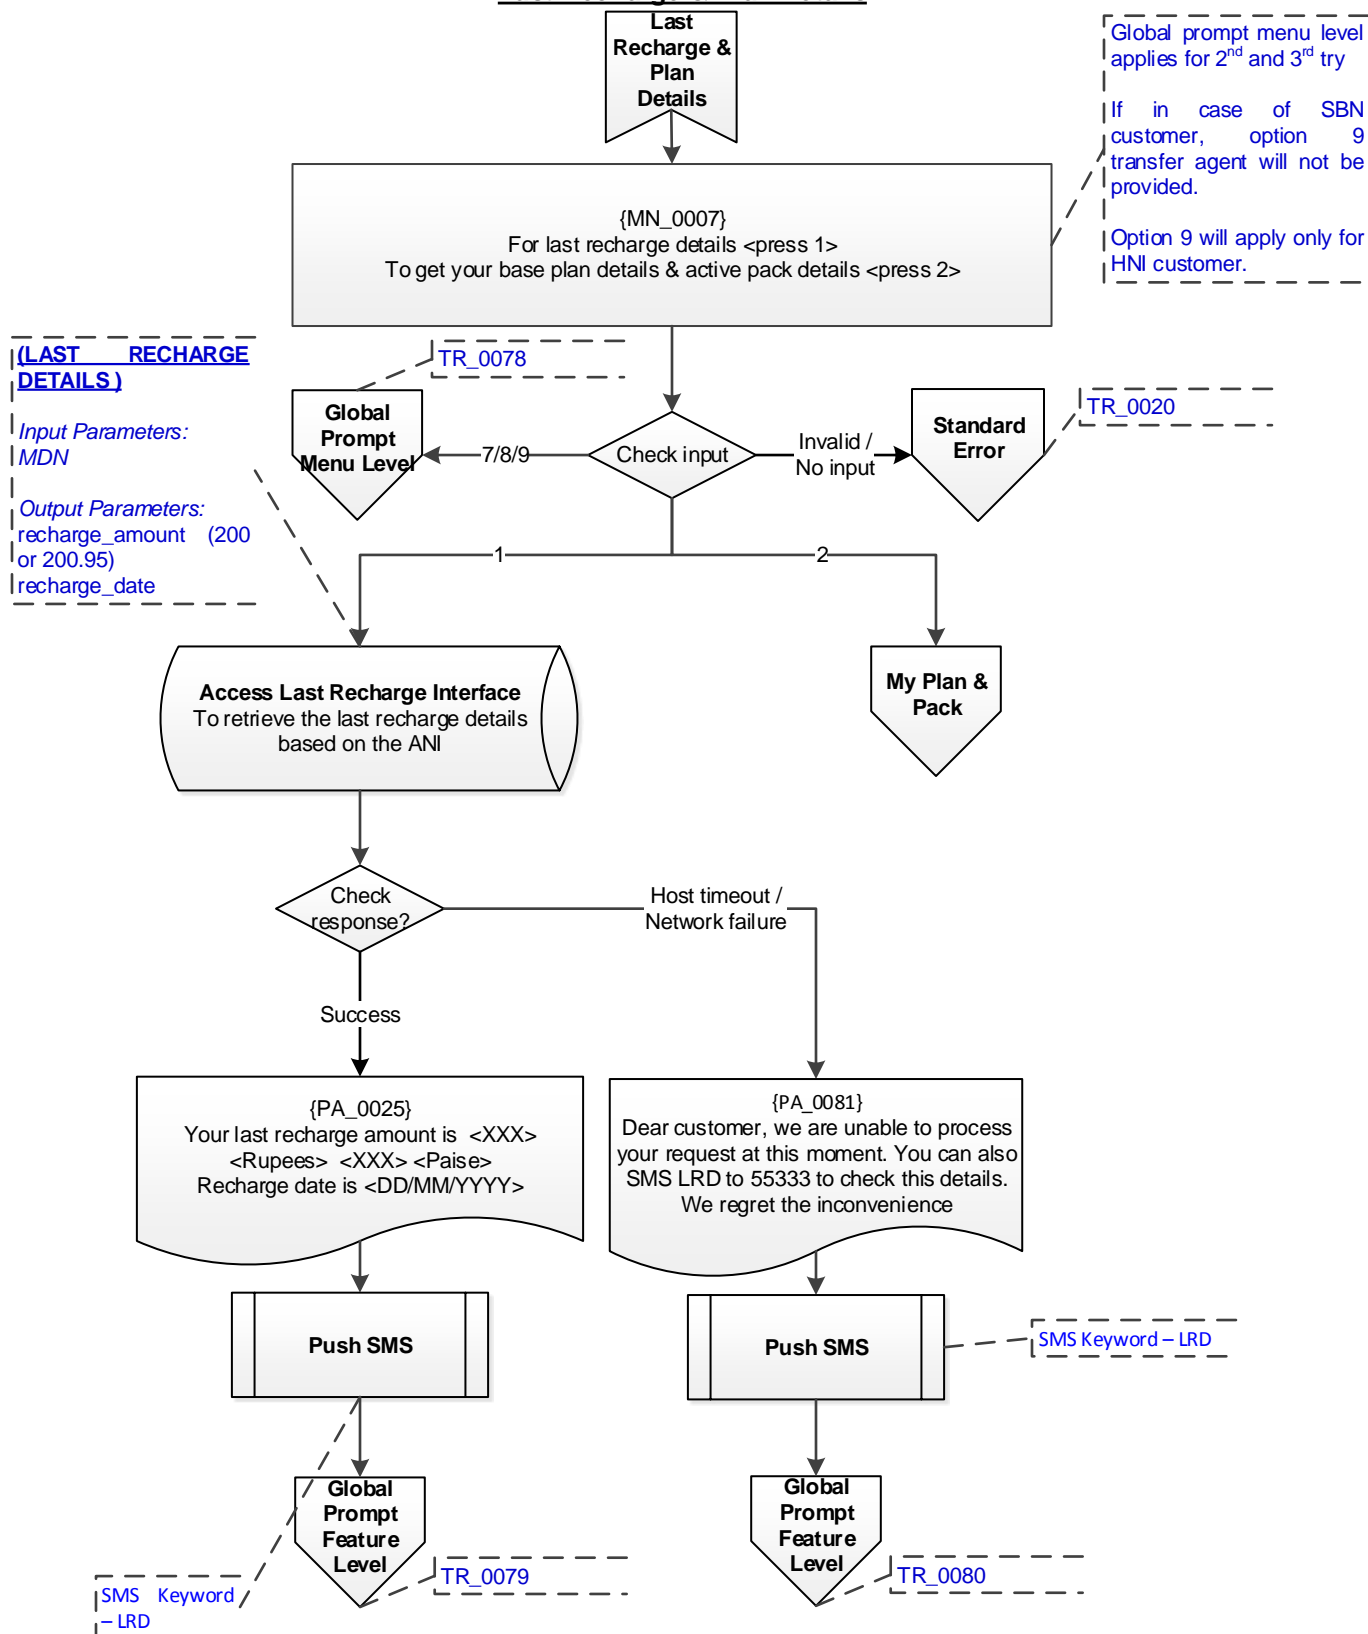 Last
Recharge &
Plan
Details
Global prompt menu level
applies for 2nd and 3rd try
If in case of SBN
customer, option 9
transfer agent will not be
provided.
Option 9 will apply only for
HNI customer.
{MN_0007}
For last recharge details <press 1>
To get your base plan details & active pack details <press 2>
(LAST RECHARGE
DETAILS )
Input Parameters:
MDN
Output Parameters:
recharge_amount (200
or 200.95)
recharge_date
TR_0078
Global
Prompt
Menu Level
7/8/9
Check input
Invalid /
No input
Standard
Error
TR_0020
1
2
Access Last Recharge Interface
To retrieve the last recharge details
based on the ANI
My Plan &
Pack
Check
response?
Host timeout /
Network failure
Success
{PA_0025}
Your last recharge amount is <XXX>
<Rupees> <XXX> <Paise>
Recharge date is <DD/MM/YYYY>
{PA_0081}
Dear customer, we are unable to process
your request at this moment. You can also
SMS LRD to 55333 to check this details.
We regret the inconvenience
Push SMS
Push SMS
SMS Keyword – LRD
Global
Prompt
Feature
Level
TR_0079
Global
Prompt
Feature
Level
TR_0080
SMS Keyword
– LRD